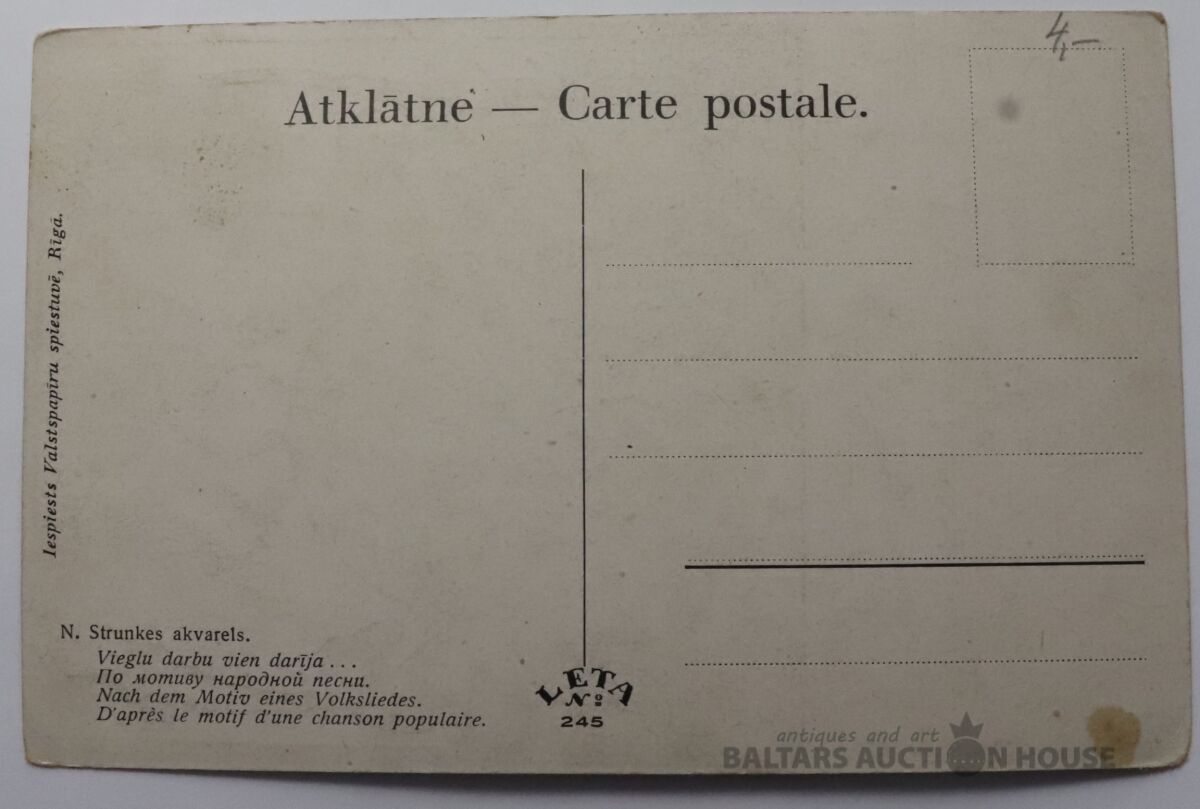 4,—
Atklātne — Carte postale.
Iespiests Valstspapīru spiestuvē, Rīgā.
N. Strunkes akvarels.
Vieglu darbu vien darīja ...
По мотиву народной песни.
Nach dem Motiv eines Volksliedes.
D'après le motif d'une chanson populaire.
LETA
№
245
antiques and art
BALTARS AUCTION HOUSE